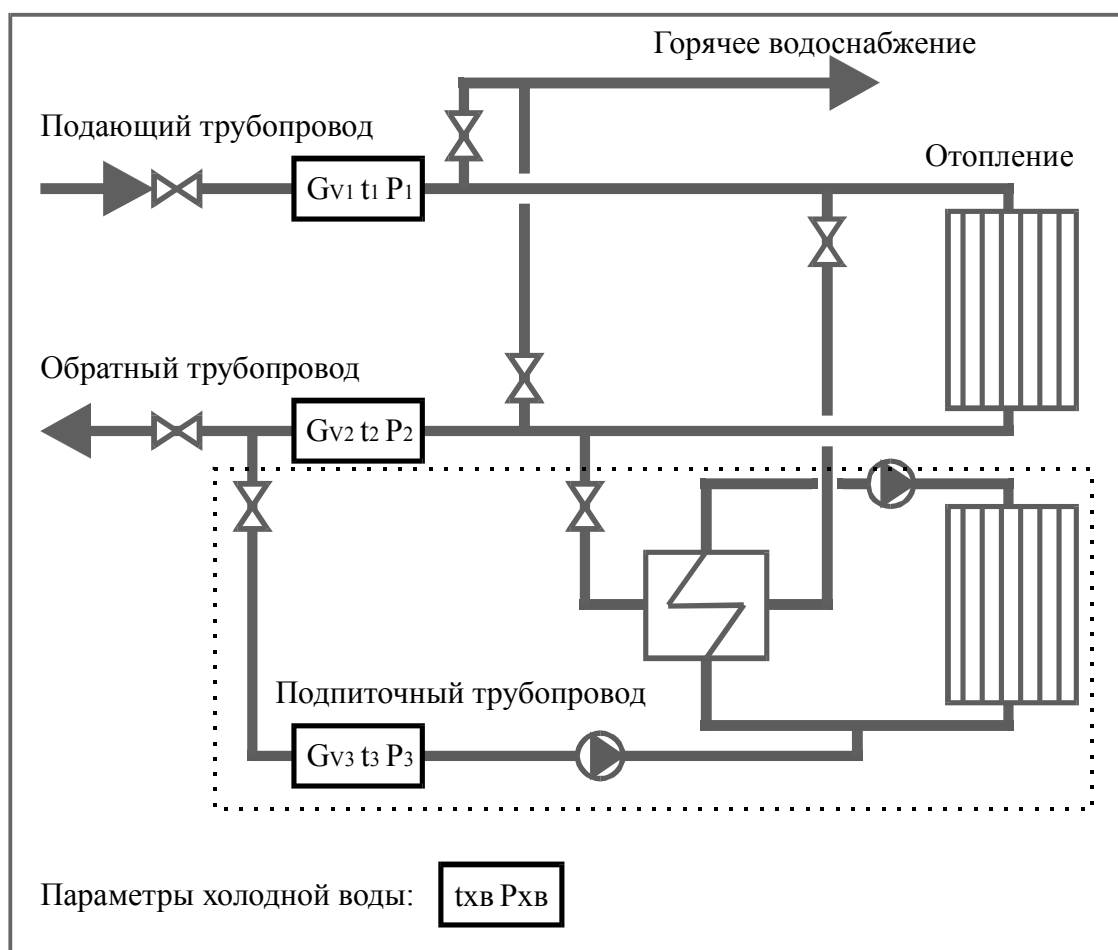 Горячее водоснабжение
Подающий трубопровод
Отопление
GV1 t1 P1
Обратный трубопровод
GV2 t2 P2
Подпиточный трубопровод
GV3 t3 P3
Параметры холодной воды:
tхв Pхв